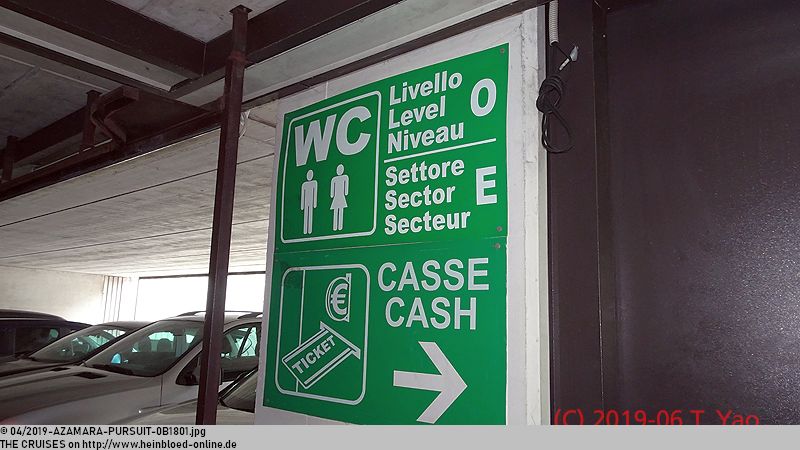 WC
Livello
Level
Niveau
O
Settore
Sector
Secteur
E
€
TICKET
CASSE
CASH
(C) 2019-06 T. Yao
© 04/2019-AZAMARA-PURSUIT-0B1801.jpg
THE CRUISES on http://www.heinbloed-online.de